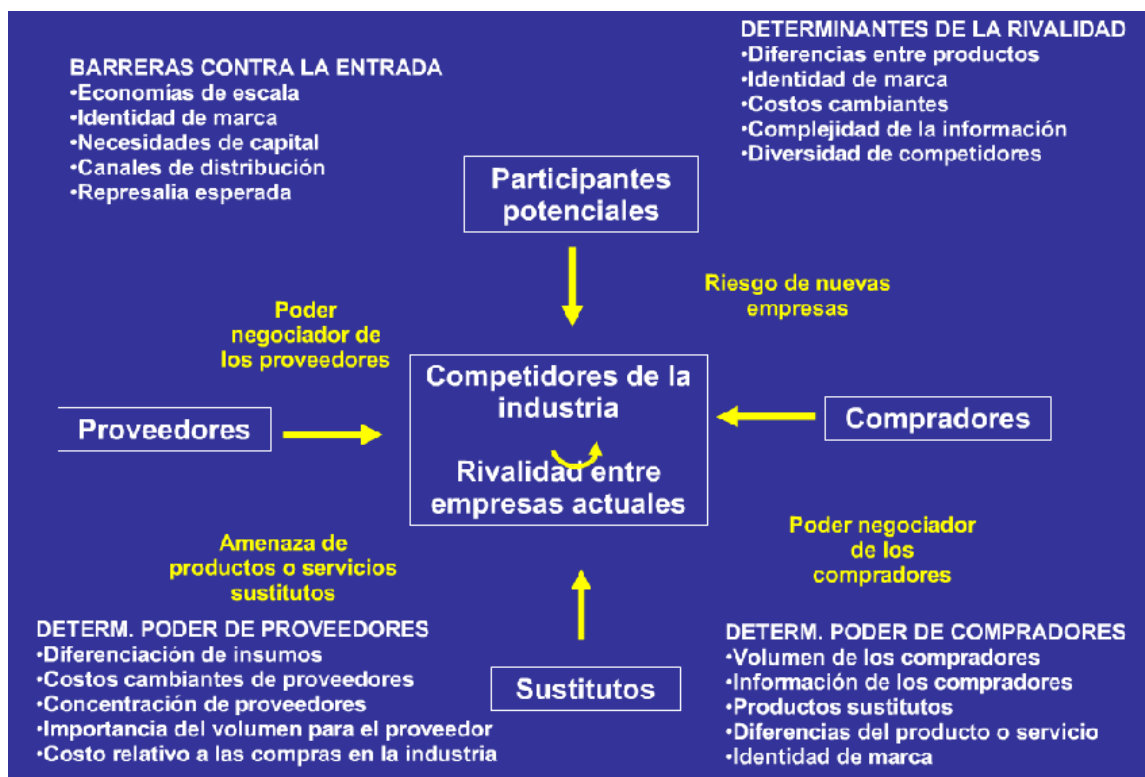 BARRERAS CONTRA LA ENTRADA
•Economías de escala
•Identidad de marca
•Necesidades de capital
•Canales de distribución
•Represalia esperada
DETERMINANTES DE LA RIVALIDAD
•Diferencias entre productos
•Identidad de marca
•Costos cambiantes
•Complejidad de la información
•Diversidad de competidores
Participantes
potenciales
Riesgo de nuevas
empresas
Poder
negociador de
los proveedores
Competidores de la
industria
Rivalidad entre
empresas actuales
Proveedores
Compradores
Amenaza de
productos o servicios
sustitutos
Poder negociador
de los
compradores
DETERM. PODER DE PROVEEDORES
•Diferenciación de insumos
•Costos cambiantes de proveedores
•Concentración de proveedores
•Importancia del volumen para el proveedor
•Costo relativo a las compras en la industria
Sustitutos
DETERM. PODER DE COMPRADORES
•Volumen de los compradores
•Información de los compradores
•Productos sustitutos
•Diferencias del producto o servicio
•Identidad de marca